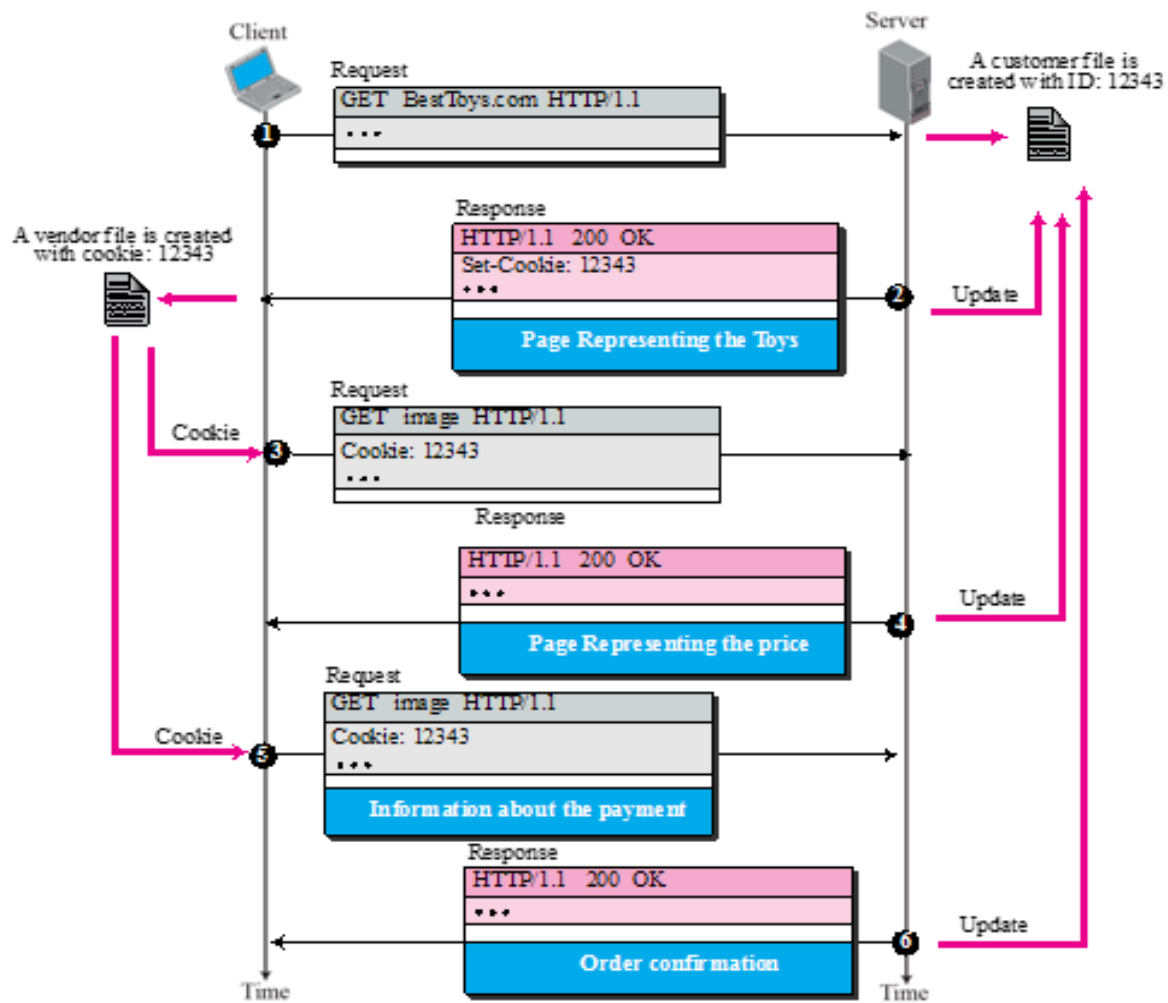 Client
Server
A customer file is
created with ID: 12343
Request
GET BestToys.com HTTP/1.1
• • •
1
Response
HTTP/1.1 200 OK
Set-Cookie: 12343
• • •
2
Update
Page Representing the Toys
A vendor file is created
with cookie: 12343
Request
GET image HTTP/1.1
Cookie
3
Cookie: 12343
• • •
Response
HTTP/1.1 200 OK
• • •
4
Update
Page Representing the price
Request
GET image HTTP/1.1
Cookie
5
Cookie: 12343
• • •
Information about the payment
Response
HTTP/1.1 200 OK
• • •
6
Update
Order confirmation
Time
Time